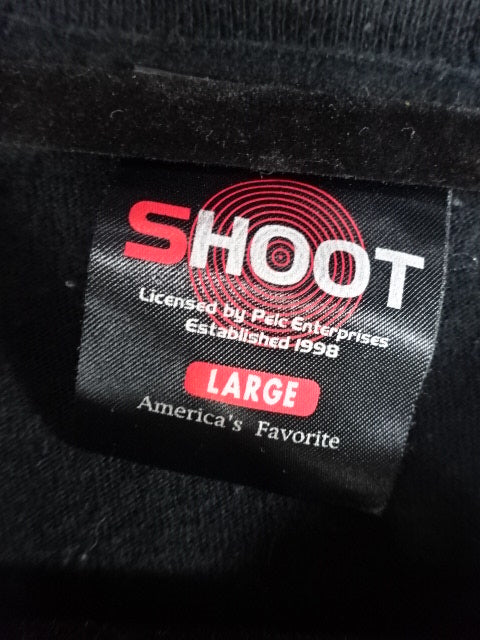 SHOOT
Licensed by Pelc Enterprises
Established 1998
LARGE
America's Favorite